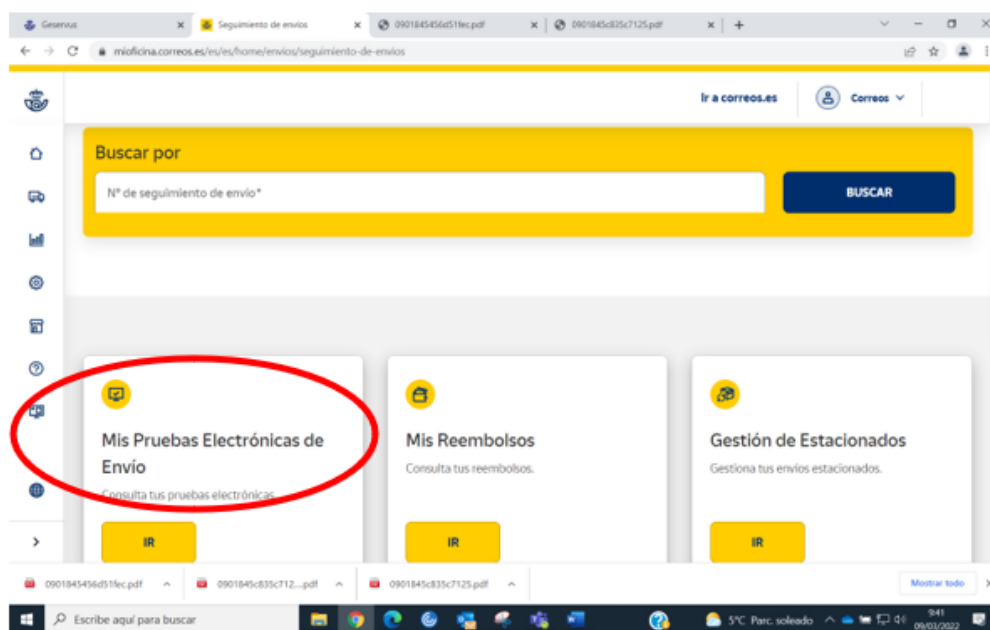 Geservus
Seguimiento de envíos
0901845456d51fec.pdf
0901845c835c7125.pdf
mioficina.correos.es/es/es/home/envios/seguimiento-de-envios
Ir a correos.es
Correos
Buscar por
Nº de seguimiento de envío*
BUSCAR
Mis Pruebas Electrónicas de
Envío
Consulta tus pruebas electrónicas.
IR
Mis Reembolsos
Consulta tus reembolsos.
IR
Gestión de Estacionados
Gestiona tus envíos estacionados.
IR
0901845456d51fec.pdf
0901845c835c712....pdf
0901845c835c7125.pdf
Mostrar todo
Escribe aquí para buscar
5°C Parc. soleado
9:41
09/03/2022